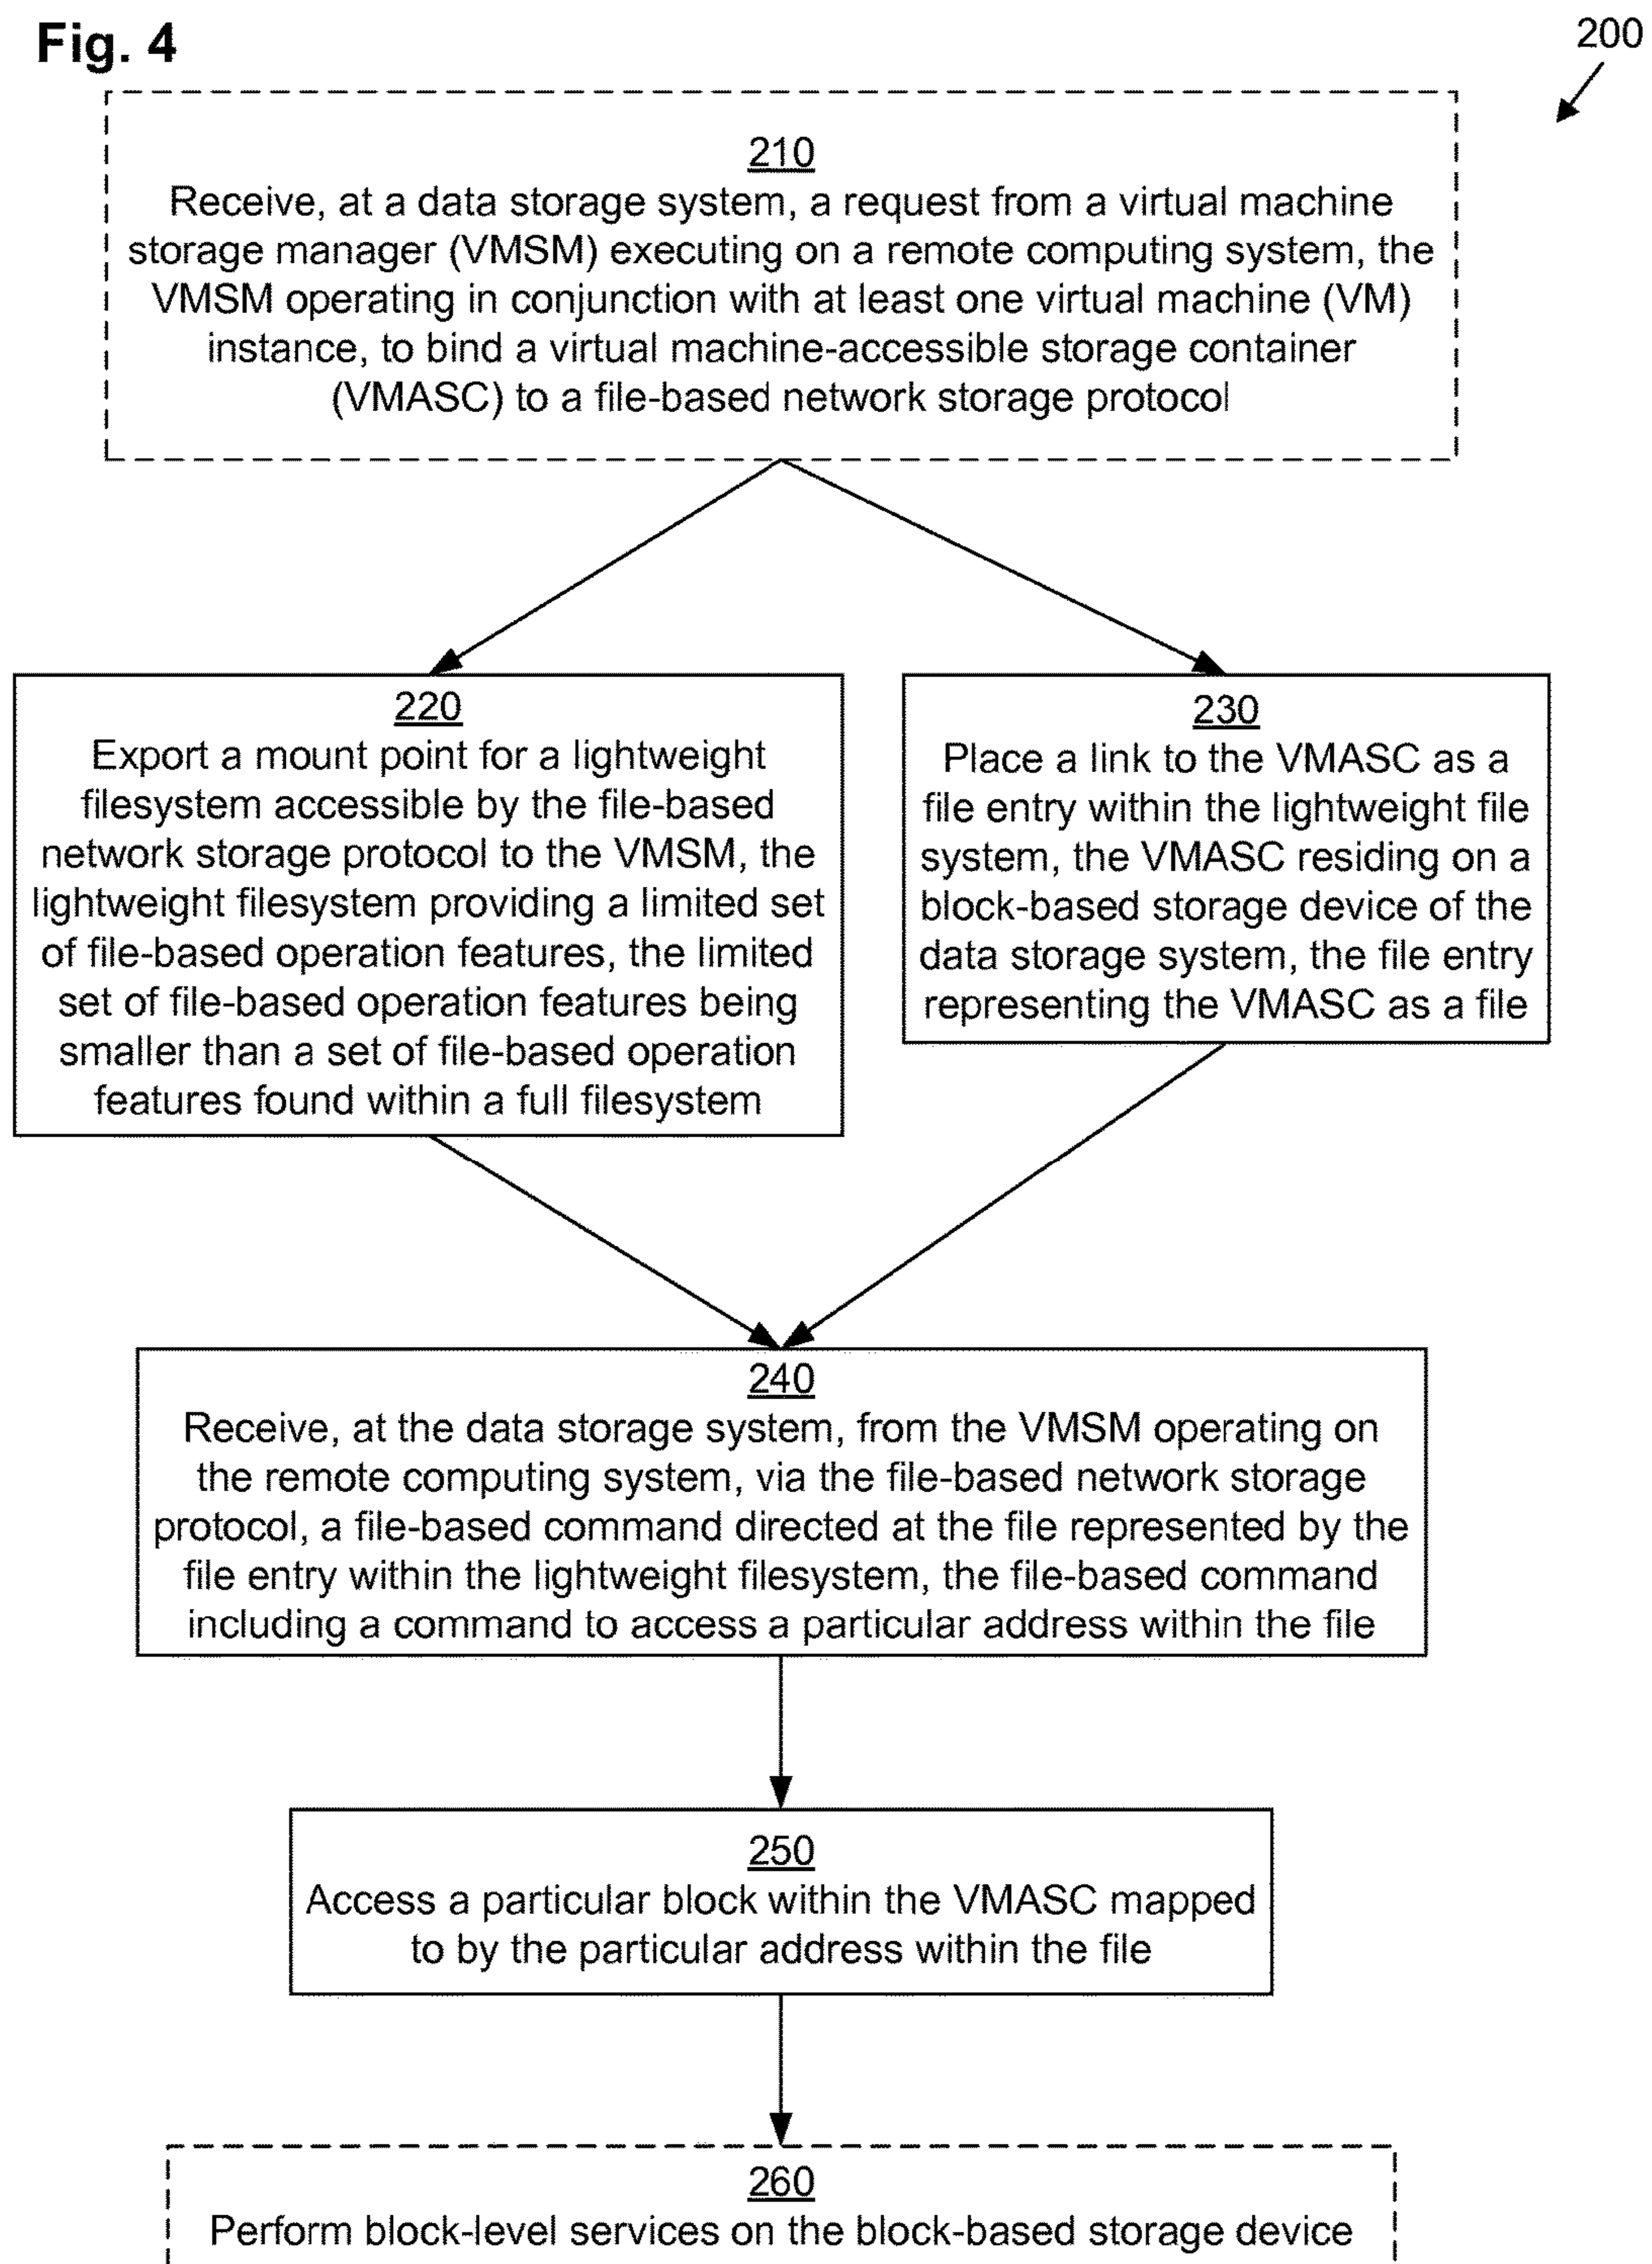 Fig. 4
200
210
Receive, at a data storage system, a request from a virtual machine
storage manager (VMSM) executing on a remote computing system, the
VMSM operating in conjunction with at least one virtual machine (VM)
instance, to bind a virtual machine-accessible storage container
(VMASC) to a file-based network storage protocol
220
Export a mount point for a lightweight
filesystem accessible by the file-based
network storage protocol to the VMSM, the
lightweight filesystem providing a limited set
of file-based operation features, the limited
set of file-based operation features being
smaller than a set of file-based operation
features found within a full filesystem
230
Place a link to the VMASC as a
file entry within the lightweight file
system, the VMASC residing on a
block-based storage device of the
data storage system, the file entry
representing the VMASC as a file
240
Receive, at the data storage system, from the VMSM operating on
the remote computing system, via the file-based network storage
protocol, a file-based command directed at the file represented by the
file entry within the lightweight filesystem, the file-based command
including a command to access a particular address within the file
250
Access a particular block within the VMASC mapped
to by the particular address within the file
260
Perform block-level services on the block-based storage device